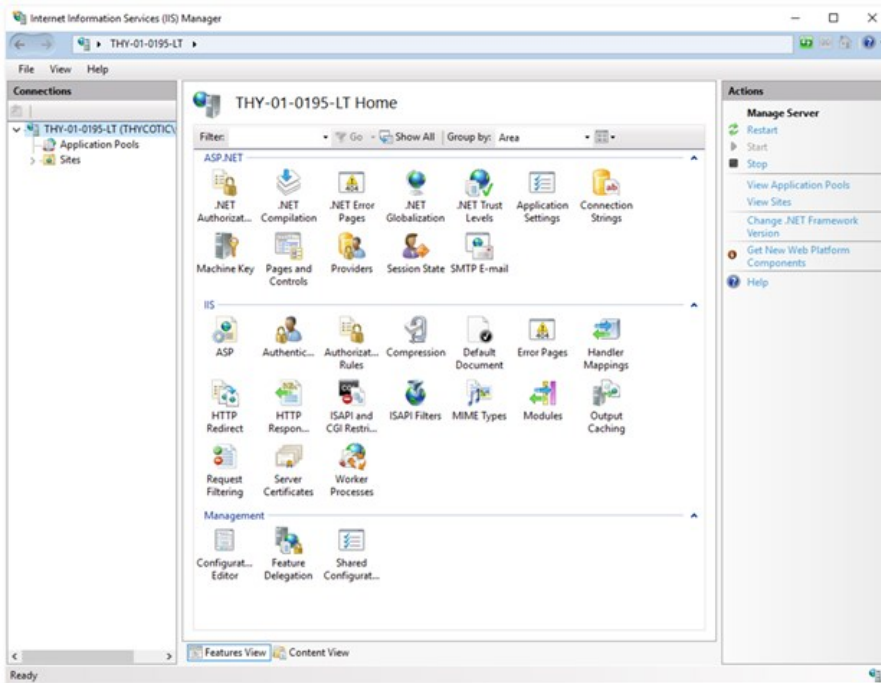 Internet Information Services (IIS) Manager
THY-01-0195-LT
File View Help
Connections
THY-01-0195-LT (THYCOTIC\
Application Pools
Sites
THY-01-0195-LT Home
Filter: Go Show All Group by: Area
ASP.NET
.NET Authorizat...
.NET Compilation
.NET Error Pages
.NET Globalization
.NET Trust Levels
Application Settings
Connection Strings
Machine Key
Pages and Controls
Providers
Session State
SMTP E-mail
IIS
ASP
Authentic...
Authorizat... Rules
Compression
Default Document
Error Pages
Handler Mappings
HTTP Redirect
HTTP Respon...
ISAPI and CGI Restri...
ISAPI Filters
MIME Types
Modules
Output Caching
Request Filtering
Server Certificates
Worker Processes
Management
Configurat... Editor
Feature Delegation
Shared Configurat...
Features View
Content View
Actions
Manage Server
Restart
Start
Stop
View Application Pools
View Sites
Change .NET Framework
Version
Get New Web Platform
Components
Help
Ready